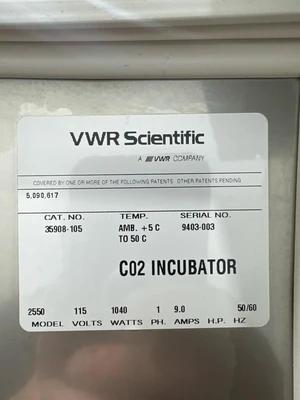 VWR Scientific
A VWR COMPANY
COVERED BY ONE OR MORE OF THE FOLLOWING PATENTS OTHER PATENTS PENDING
5,090,617
CAT. NO. TEMP. SERIAL NO.
35908-105 AMB. +5 C 9403-003
TO 50 C
CO2 INCUBATOR
2550 115 1040 1 9.0 50/60
MODEL VOLTS WATTS PH. AMPS H.P. HZ